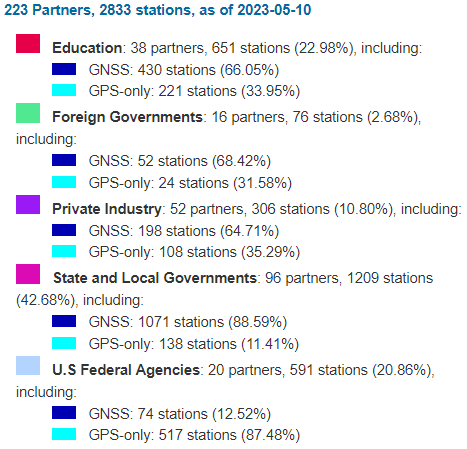 223 Partners, 2833 stations, as of 2023-05-10
Education: 38 partners, 651 stations (22.98%), including:
GNSS: 430 stations (66.05%)
GPS-only: 221 stations (33.95%)
Foreign Governments: 16 partners, 76 stations (2.68%),
including:
GNSS: 52 stations (68.42%)
GPS-only: 24 stations (31.58%)
Private Industry: 52 partners, 306 stations (10.80%), including:
GNSS: 198 stations (64.71%)
GPS-only: 108 stations (35.29%)
State and Local Governments: 96 partners, 1209 stations
(42.68%), including:
GNSS: 1071 stations (88.59%)
GPS-only: 138 stations (11.41%)
U.S Federal Agencies: 20 partners, 591 stations (20.86%),
including:
GNSS: 74 stations (12.52%)
GPS-only: 517 stations (87.48%)